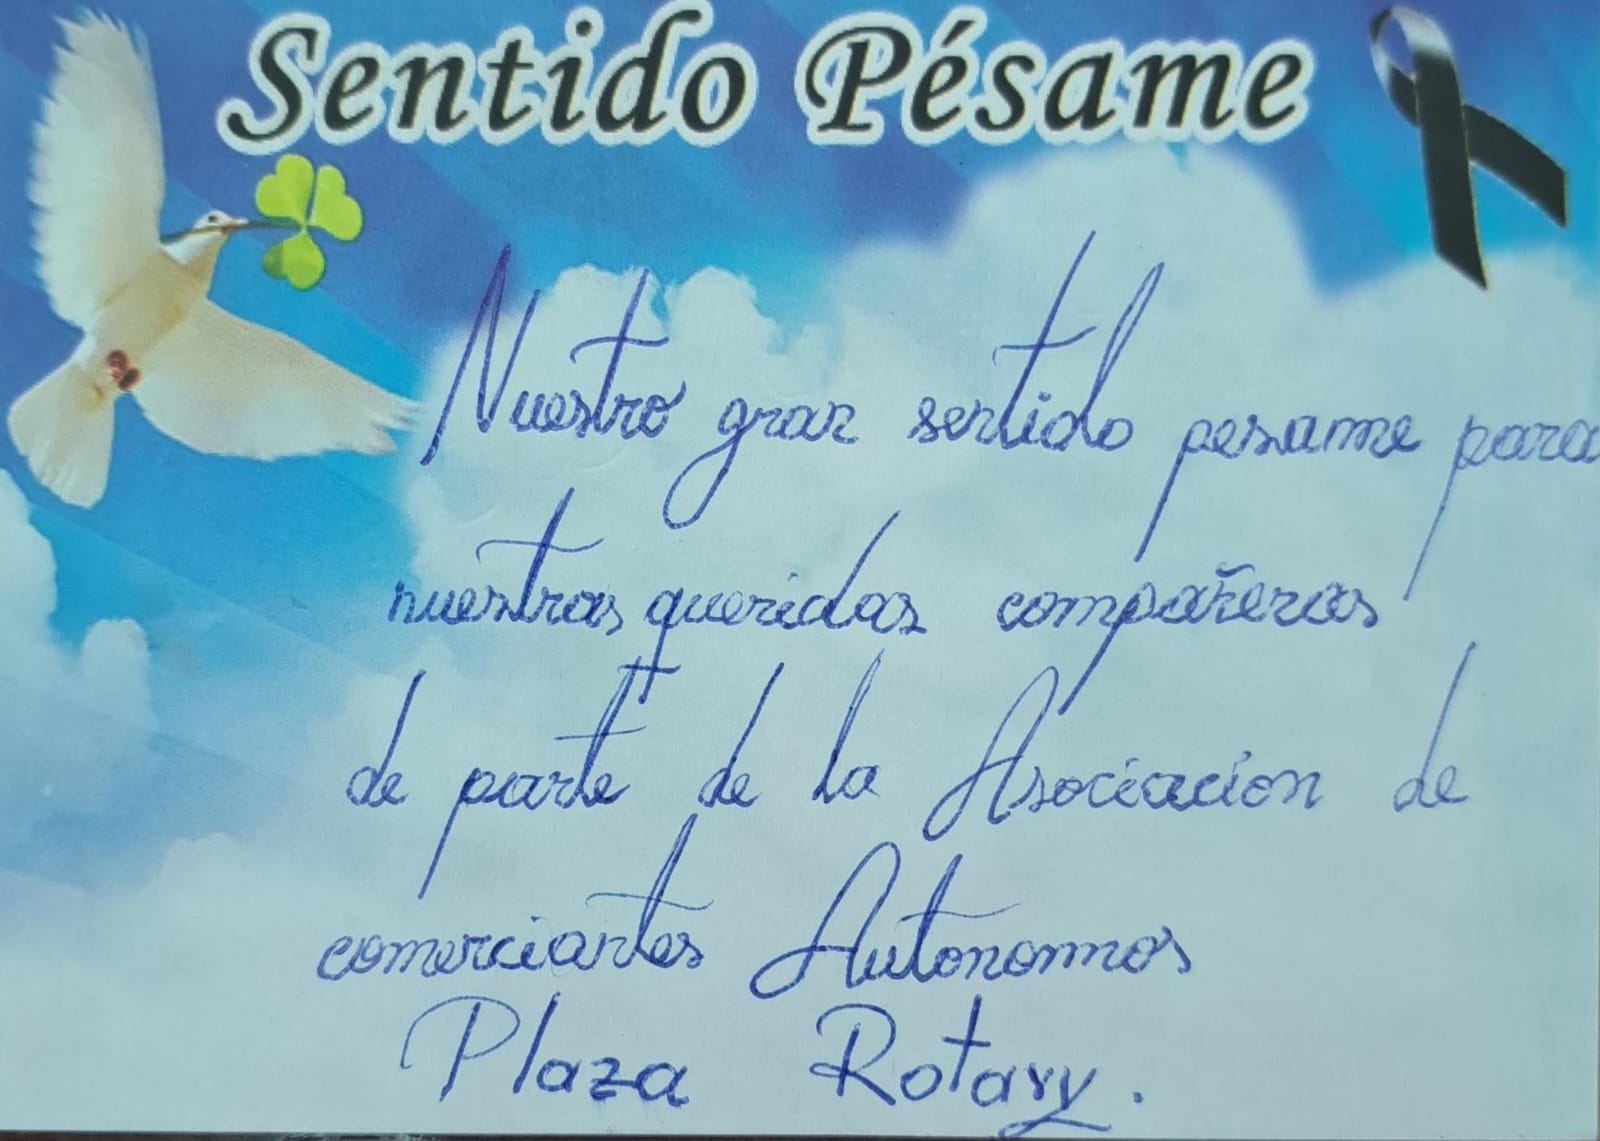 Sentido Pésame
Nuestro gran sentido pesame para
nuestras queridas compañeras
de parte de la Asociacion de
comerciantes Autonomos
Plaza Rotary.